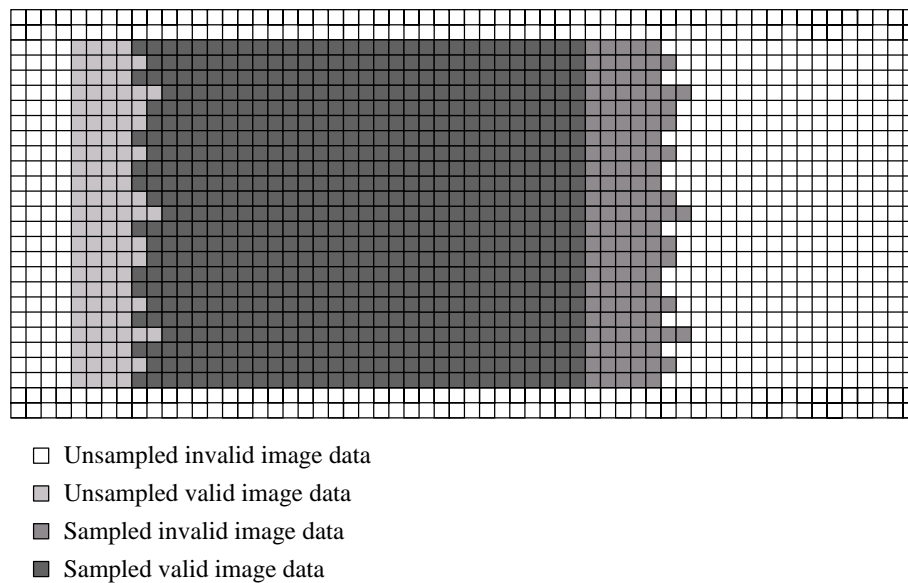 Unsampled invalid image data
Unsampled valid image data
Sampled invalid image data
Sampled valid image data